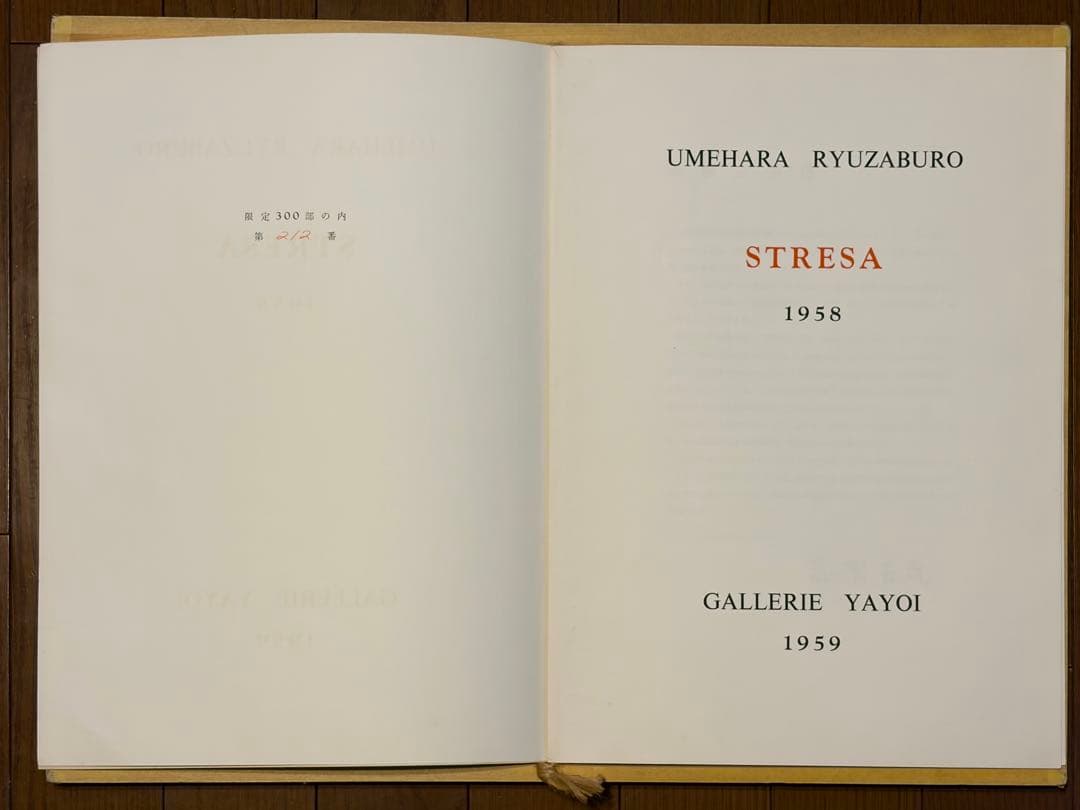 限定300部の内
第 212 番
UMEHARA RYUZABURO
STRESA
1958
GALLERIE YAYOI
1959